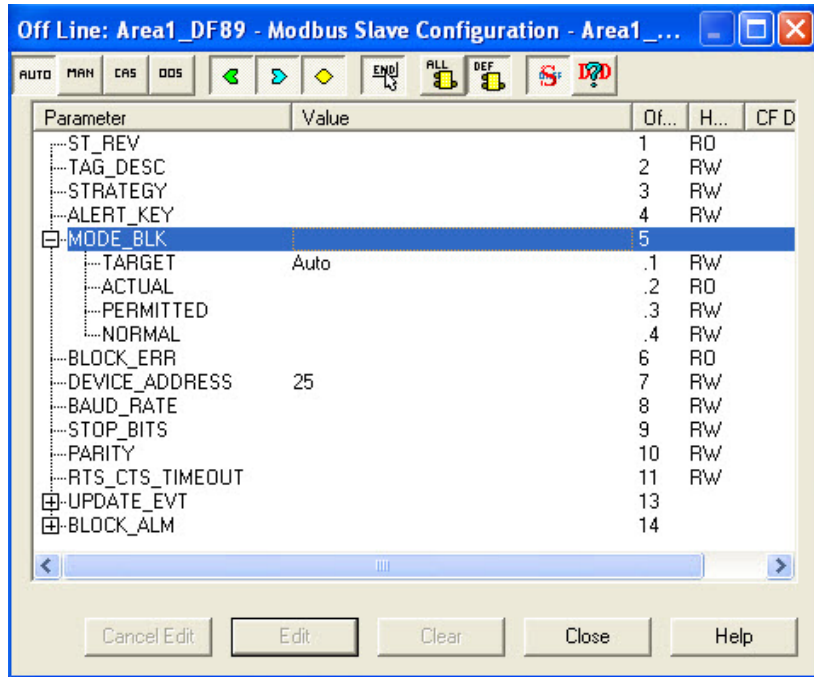 Off Line: Area1_DF89 - Modbus Slave Configuration - Area1_...
AUTO MAN CAS OOS END ALL DEF
Parameter Value Of... H... CF D
ST_REV 1 RO
TAG_DESC 2 RW
STRATEGY 3 RW
ALERT_KEY 4 RW
MODE_BLK 5
TARGET Auto .1 RW
ACTUAL .2 RO
PERMITTED .3 RW
NORMAL .4 RW
BLOCK_ERR 6 RO
DEVICE_ADDRESS 25 7 RW
BAUD_RATE 8 RW
STOP_BITS 9 RW
PARITY 10 RW
RTS_CTS_TIMEOUT 11 RW
UPDATE_EVT 13
BLOCK_ALM 14
Cancel Edit Edit Clear Close Help